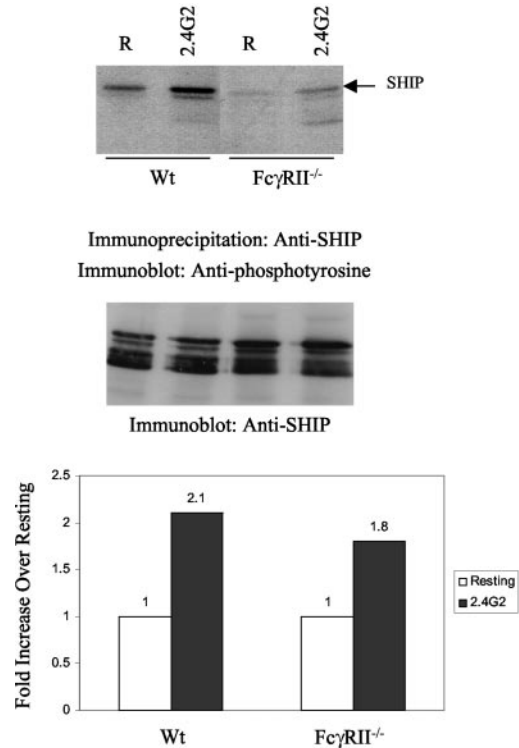 R 2.4G2 R 2.4G2
SHIP
Wt FcγRII-/-
Immunoprecipitation: Anti-SHIP
Immunoblot: Anti-phosphotyrosine
Immunoblot: Anti-SHIP
Fold Increase Over Resting
2.5
2
1.5
1
0.5
0
1 2.1 1 1.8
Resting
2.4G2
Wt FcγRII-/-